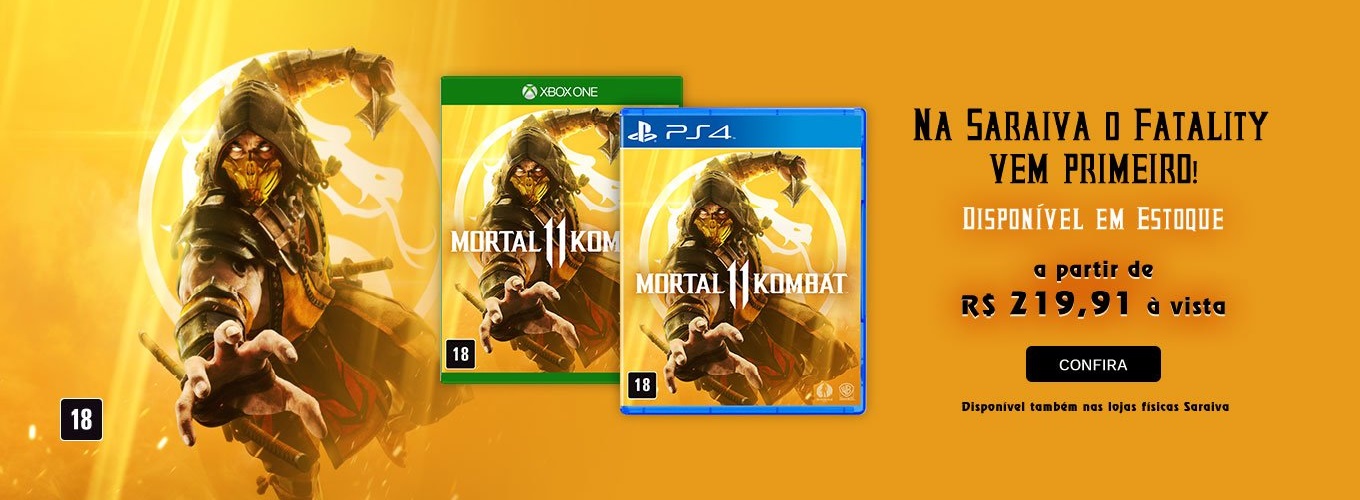 XBOX ONE
MORTAL 11 KOM
18
PS4
MORTAL 11 KOMBAT
18
18
NA SARAIVA O FATALITY
VEM PRIMEIRO!
DISPONÍVEL EM ESTOQUE
a partir de
R$ 219,91 à vista
CONFIRA
Disponível também nas lojas físicas Saraiva